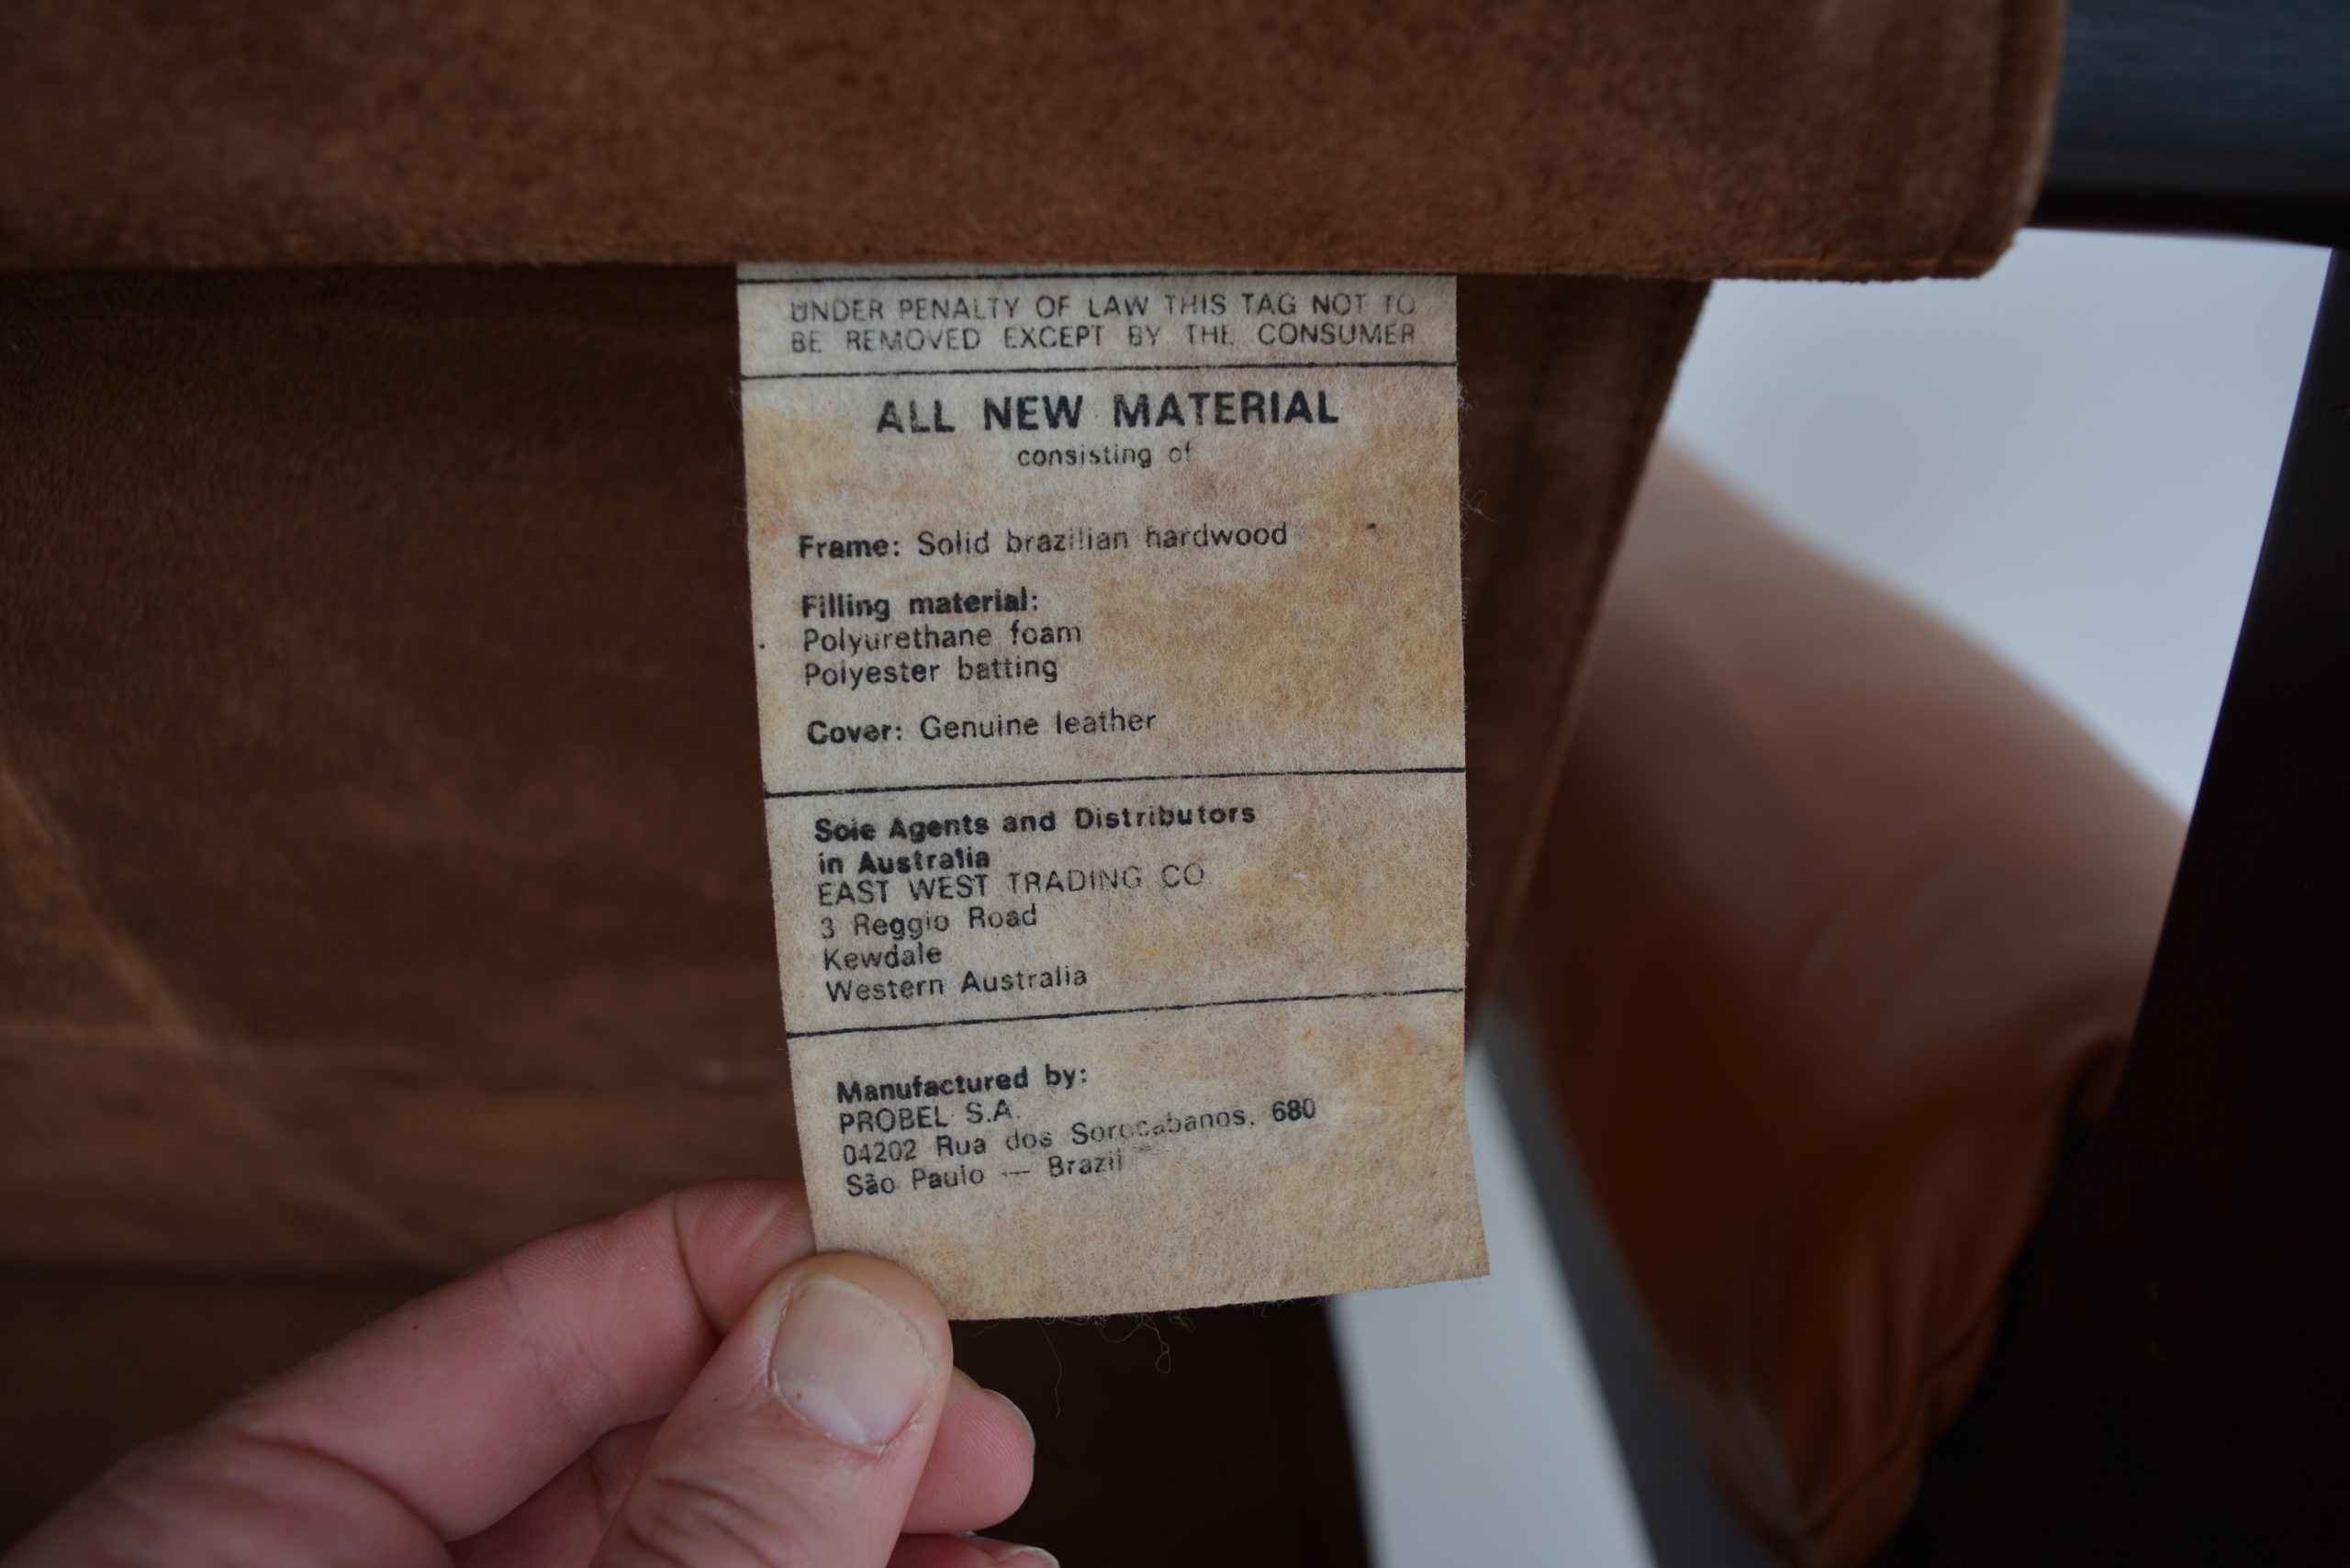 UNDER PENALTY OF LAW THIS TAG NOT TO
BE REMOVED EXCEPT BY THE CONSUMER
ALL NEW MATERIAL
consisting of
Frame: Solid brazilian hardwood
Filling material:
Polyurethane foam
Polyester batting
Cover: Genuine leather
Sole Agents and Distributors
in Australia
EAST WEST TRADING CO
3 Reggio Road
Kewdale
Western Australia
Manufactured by:
PROBEL S.A.
04202 Rua dos Sorocabanos, 680
São Paulo — Brazil